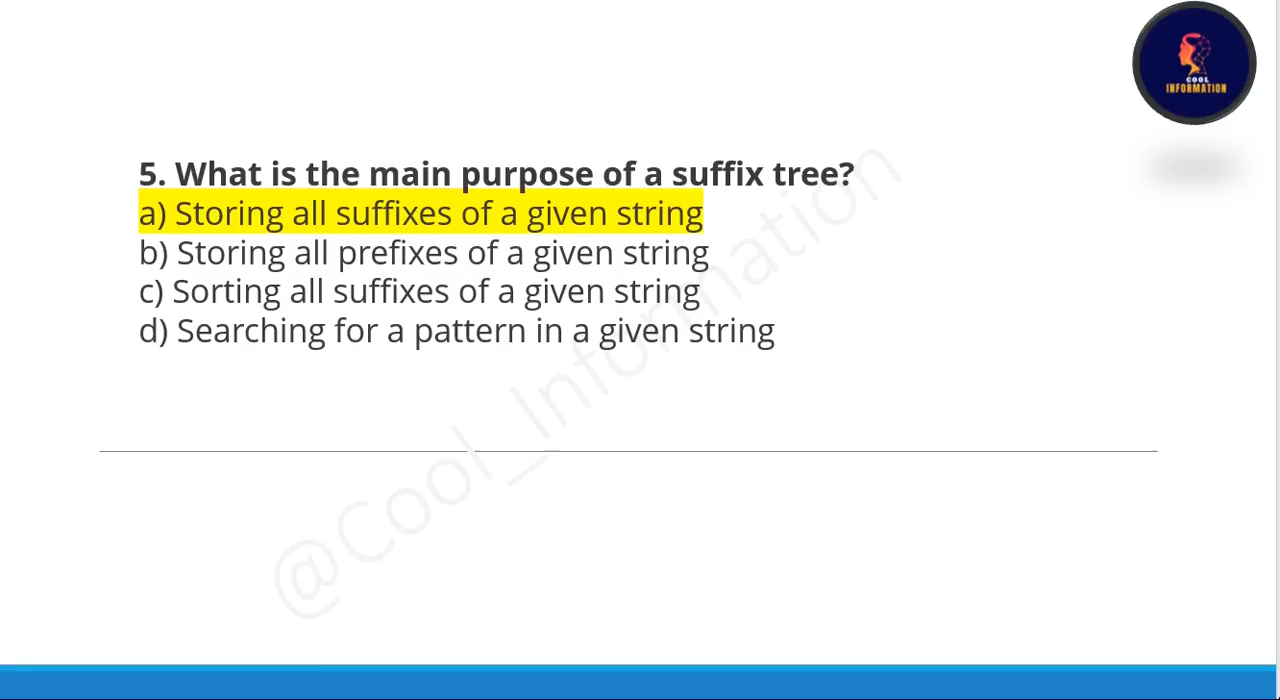 COOL
INFORMATION
5. What is the main purpose of a suffix tree?
a) Storing all suffixes of a given string
b) Storing all prefixes of a given string
c) Sorting all suffixes of a given string
d) Searching for a pattern in a given string
@Cool_Information